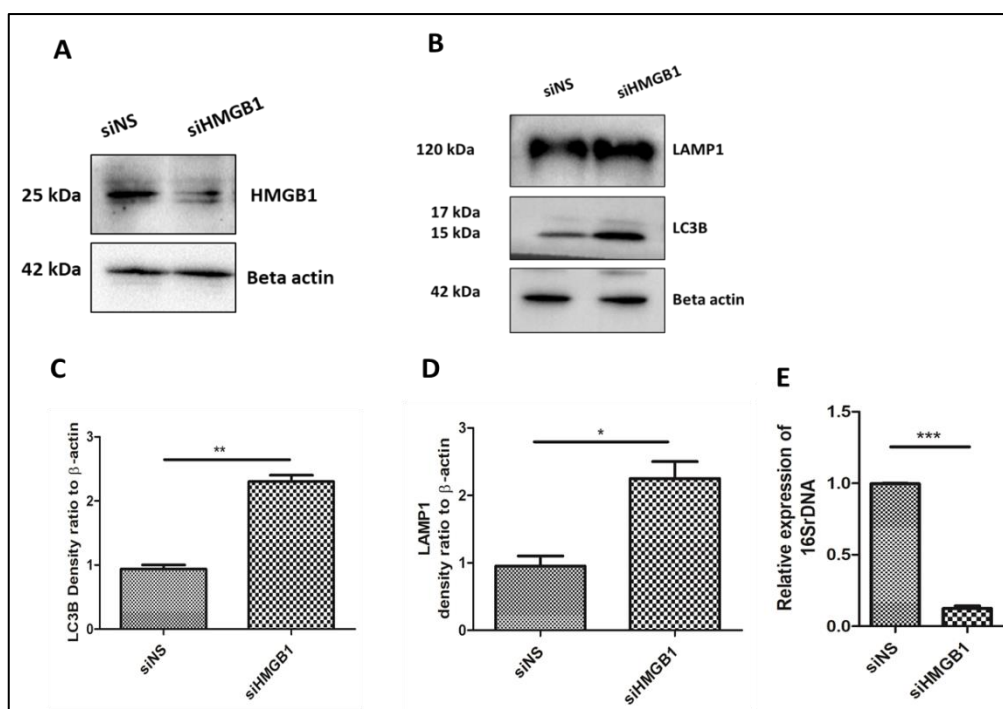 A
siNS
siHMGB1
25 kDa
HMGB1
42 kDa
Beta actin
B
siNS
siHMGB1
120 kDa
LAMP1
17 kDa
15 kDa
LC3B
42 kDa
Beta actin
C
LC3B Density ratio to β-actin
3
2
1
0
**
siNS
siHMGB1
D
LAMP1
density ratio to β-actin
3
2
1
0
*
siNS
siHMGB1
E
Relative expression of
16SrDNA
1.5
1.0
0.5
0.0
***
siNS
siHMGB1